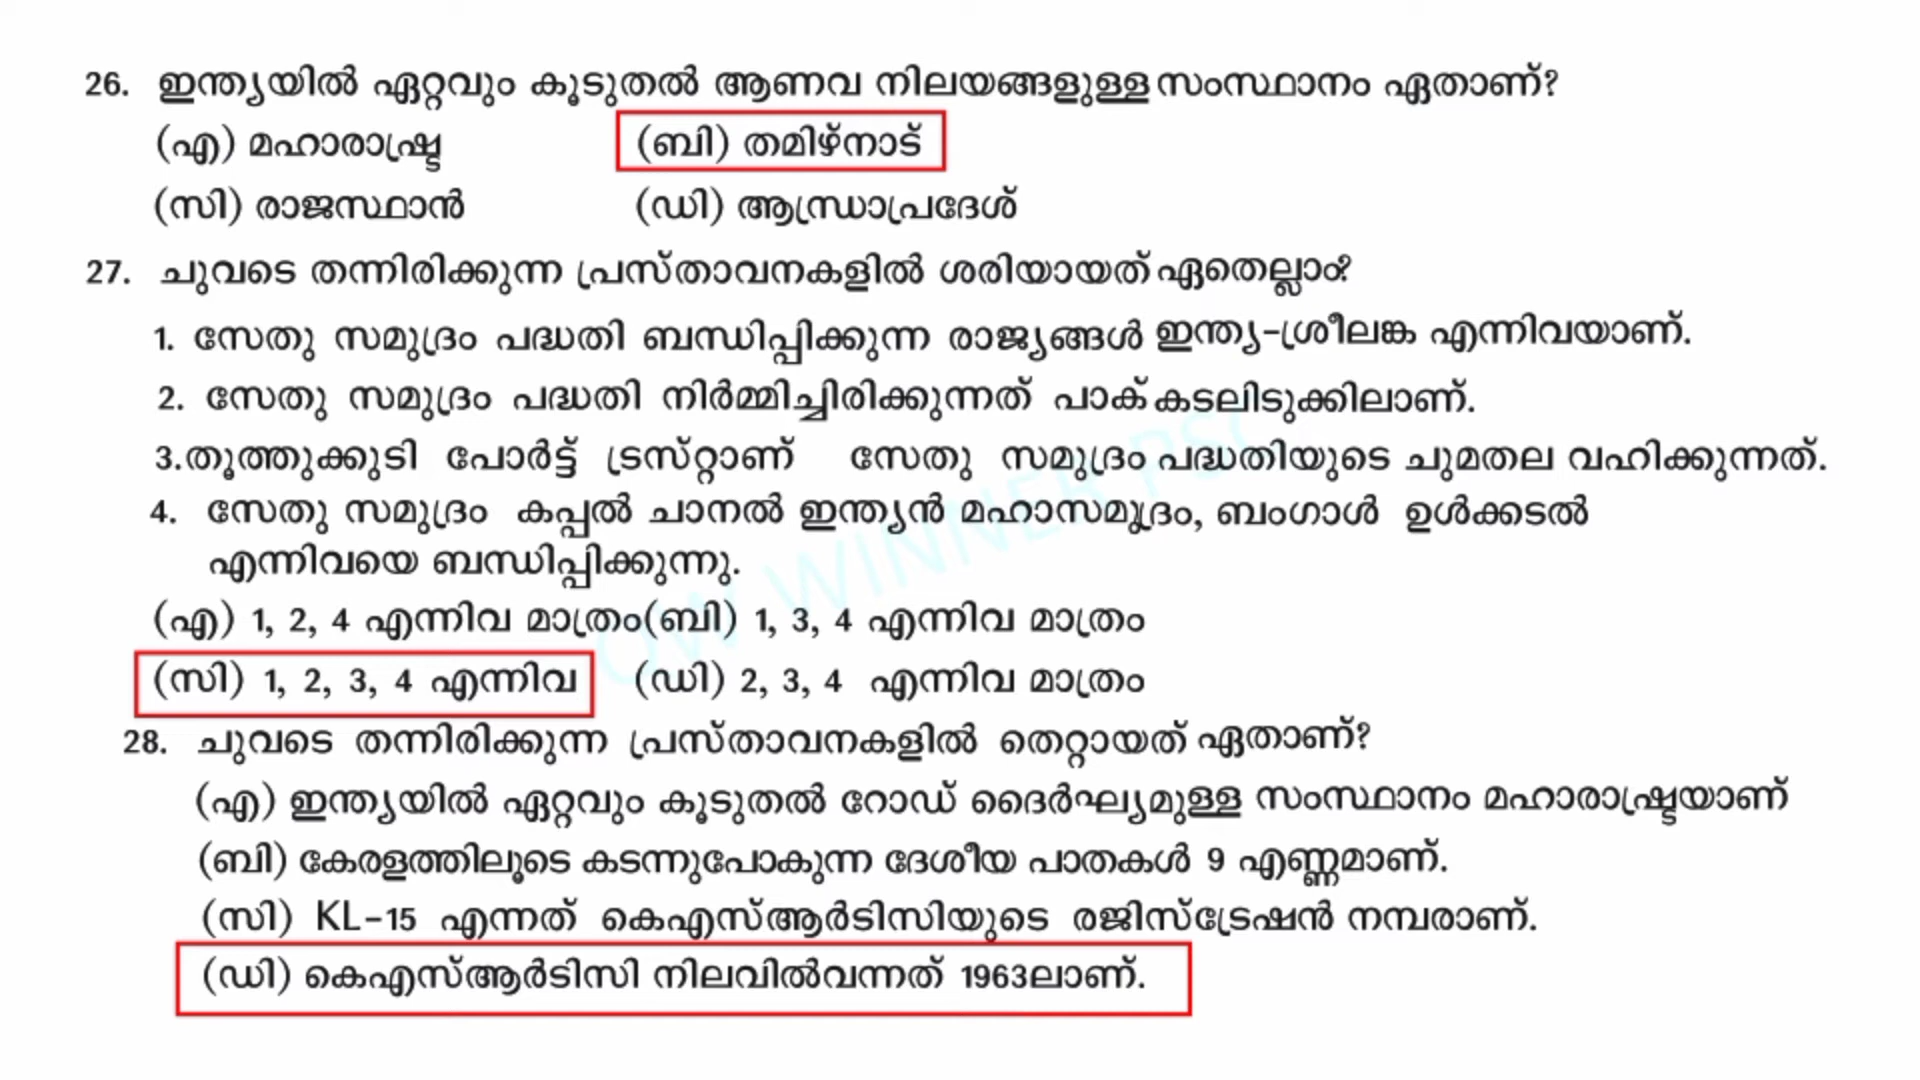 26. ഇന്ത്യയിൽ ഏറ്റവും കൂടുതൽ ആണവ നിലയങ്ങളുള്ള സംസ്ഥാനം ഏതാണ്?
(എ) മഹാരാഷ്ട്ര (ബി) തമിഴ്നാട്
(സി) രാജസ്ഥാൻ (ഡി) ആന്ധ്രാപ്രദേശ്
27. ചുവടെ തന്നിരിക്കുന്ന പ്രസ്താവനകളിൽ ശരിയായത് ഏതെല്ലാം?
1. സേതു സമുദ്രം പദ്ധതി ബന്ധിപ്പിക്കുന്ന രാജ്യങ്ങൾ ഇന്ത്യ-ശ്രീലങ്ക എന്നിവയാണ്.
2. സേതു സമുദ്രം പദ്ധതി നിർമ്മിച്ചിരിക്കുന്നത് പാക് കടലിടുക്കിലാണ്.
3.തൂത്തുക്കുടി പോർട്ട് ട്രസ്റ്റാണ് സേതു സമുദ്രം പദ്ധതിയുടെ ചുമതല വഹിക്കുന്നത്.
4. സേതു സമുദ്രം കപ്പൽ ചാനൽ ഇന്ത്യൻ മഹാസമുദ്രം, ബംഗാൾ ഉൾക്കടൽ
എന്നിവയെ ബന്ധിപ്പിക്കുന്നു.
(എ) 1, 2, 4 എന്നിവ മാത്രം(ബി) 1, 3, 4 എന്നിവ മാത്രം
(സി) 1, 2, 3, 4 എന്നിവ (ഡി) 2, 3, 4 എന്നിവ മാത്രം
28. ചുവടെ തന്നിരിക്കുന്ന പ്രസ്താവനകളിൽ തെറ്റായത് ഏതാണ്?
(എ) ഇന്ത്യയിൽ ഏറ്റവും കൂടുതൽ റോഡ് ദൈർഘ്യമുള്ള സംസ്ഥാനം മഹാരാഷ്ട്രയാണ്
(ബി) കേരളത്തിലൂടെ കടന്നുപോകുന്ന ദേശീയ പാതകൾ 9 എണ്ണമാണ്.
(സി) KL-15 എന്നത് കെഎസ്ആർടിസിയുടെ രജിസ്ട്രേഷൻ നമ്പരാണ്.
(ഡി) കെഎസ്ആർടിസി നിലവിൽവന്നത് 1963ലാണ്.
WINNER PSC